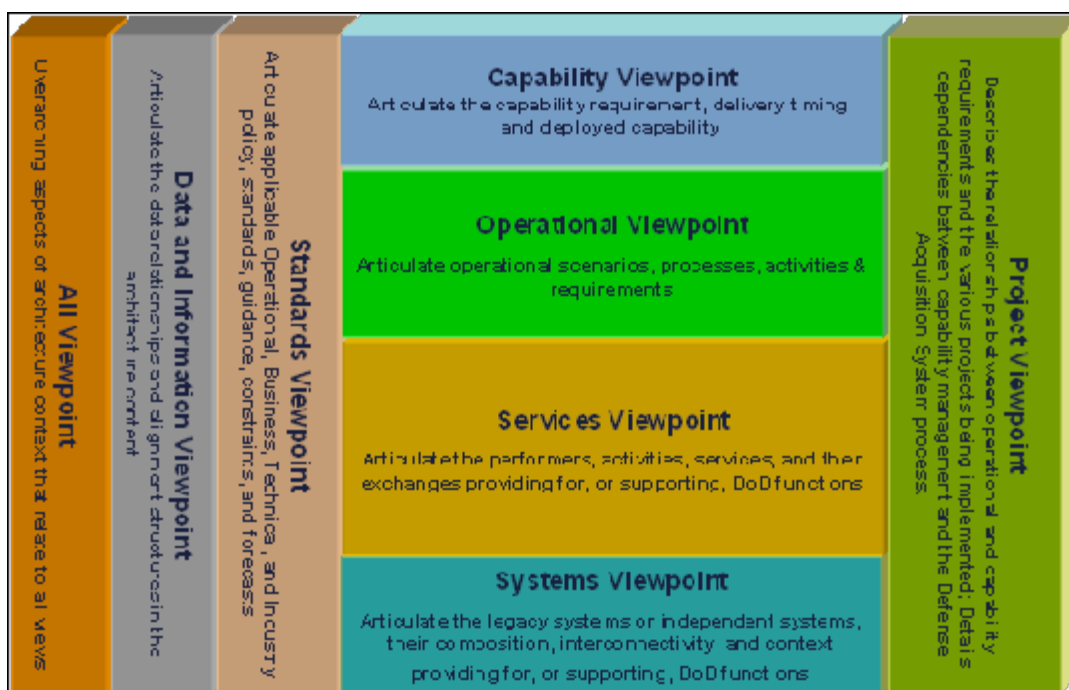 All Viewpoint
Overarching aspects of architecture context that relate to all views
Data and Information Viewpoint
Articulate the data relationships and alignment structures in the
architecture content
Standards Viewpoint
Articulate applicable Operational, Business, Technical, and Industry
policy, standards, guidance, constraints, and forecasts
Capability Viewpoint
Articulate the capability requirement, delivery timing
and deployed capability
Operational Viewpoint
Articulate operational scenarios, processes, activities &
requirements
Services Viewpoint
Articulate the performers, activities, services, and their
exchanges providing for, or supporting, DoD functions
Systems Viewpoint
Articulate the legacy systems or independent systems,
their composition, interconnectivity and context
providing for, or supporting, DoD functions
Project Viewpoint
Describes the relationships between operational and capability
requirements and the various projects being implemented; Details
dependencies between capability management and the Defense
Acquisition System process.